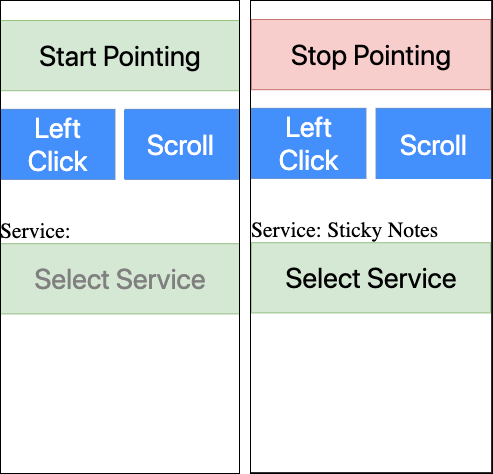 Start Pointing
Left
Click
Scroll
Service:
Select Service
Stop Pointing
Left
Click
Scroll
Service: Sticky Notes
Select Service